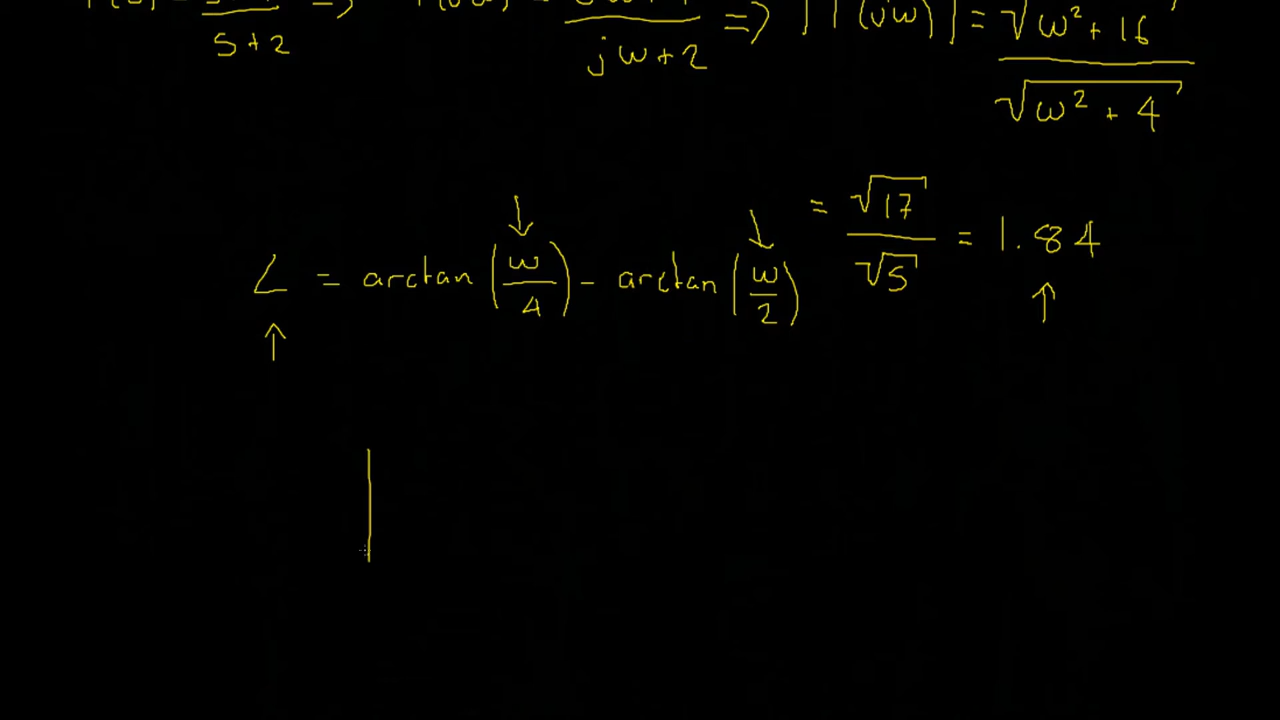 s+2 ⇒ jω+2 ⇒ |(jω)| = √(ω²+16) / √(ω²+4)
∠ = arctan(ω/4) - arctan(ω/2) = √17/√5 = 1.84